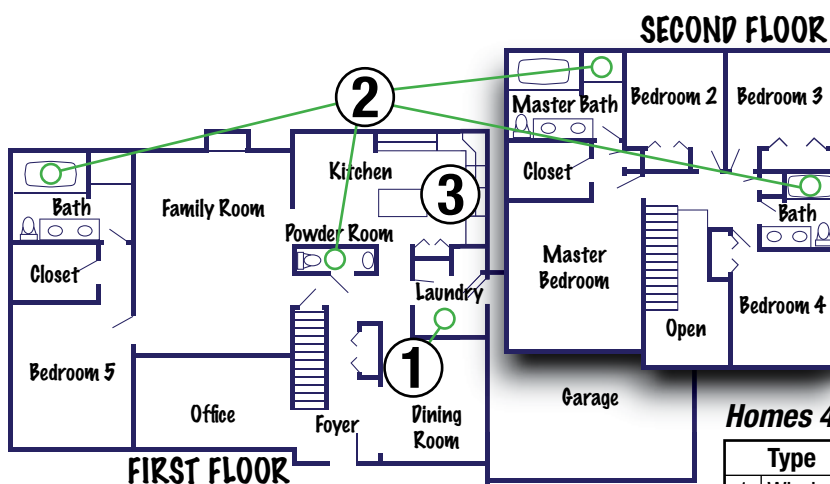 SECOND FLOOR
Master Bath
Bedroom 2
Bedroom 3
Closet
Bath
Master
Bedroom
Open
Bedroom 4
2
Kitchen
3
Family Room
Bath
Powder Room
Closet
Laundry
1
Bedroom 5
Office
Foyer
Dining
Room
Garage
FIRST FLOOR
Homes 4
Type